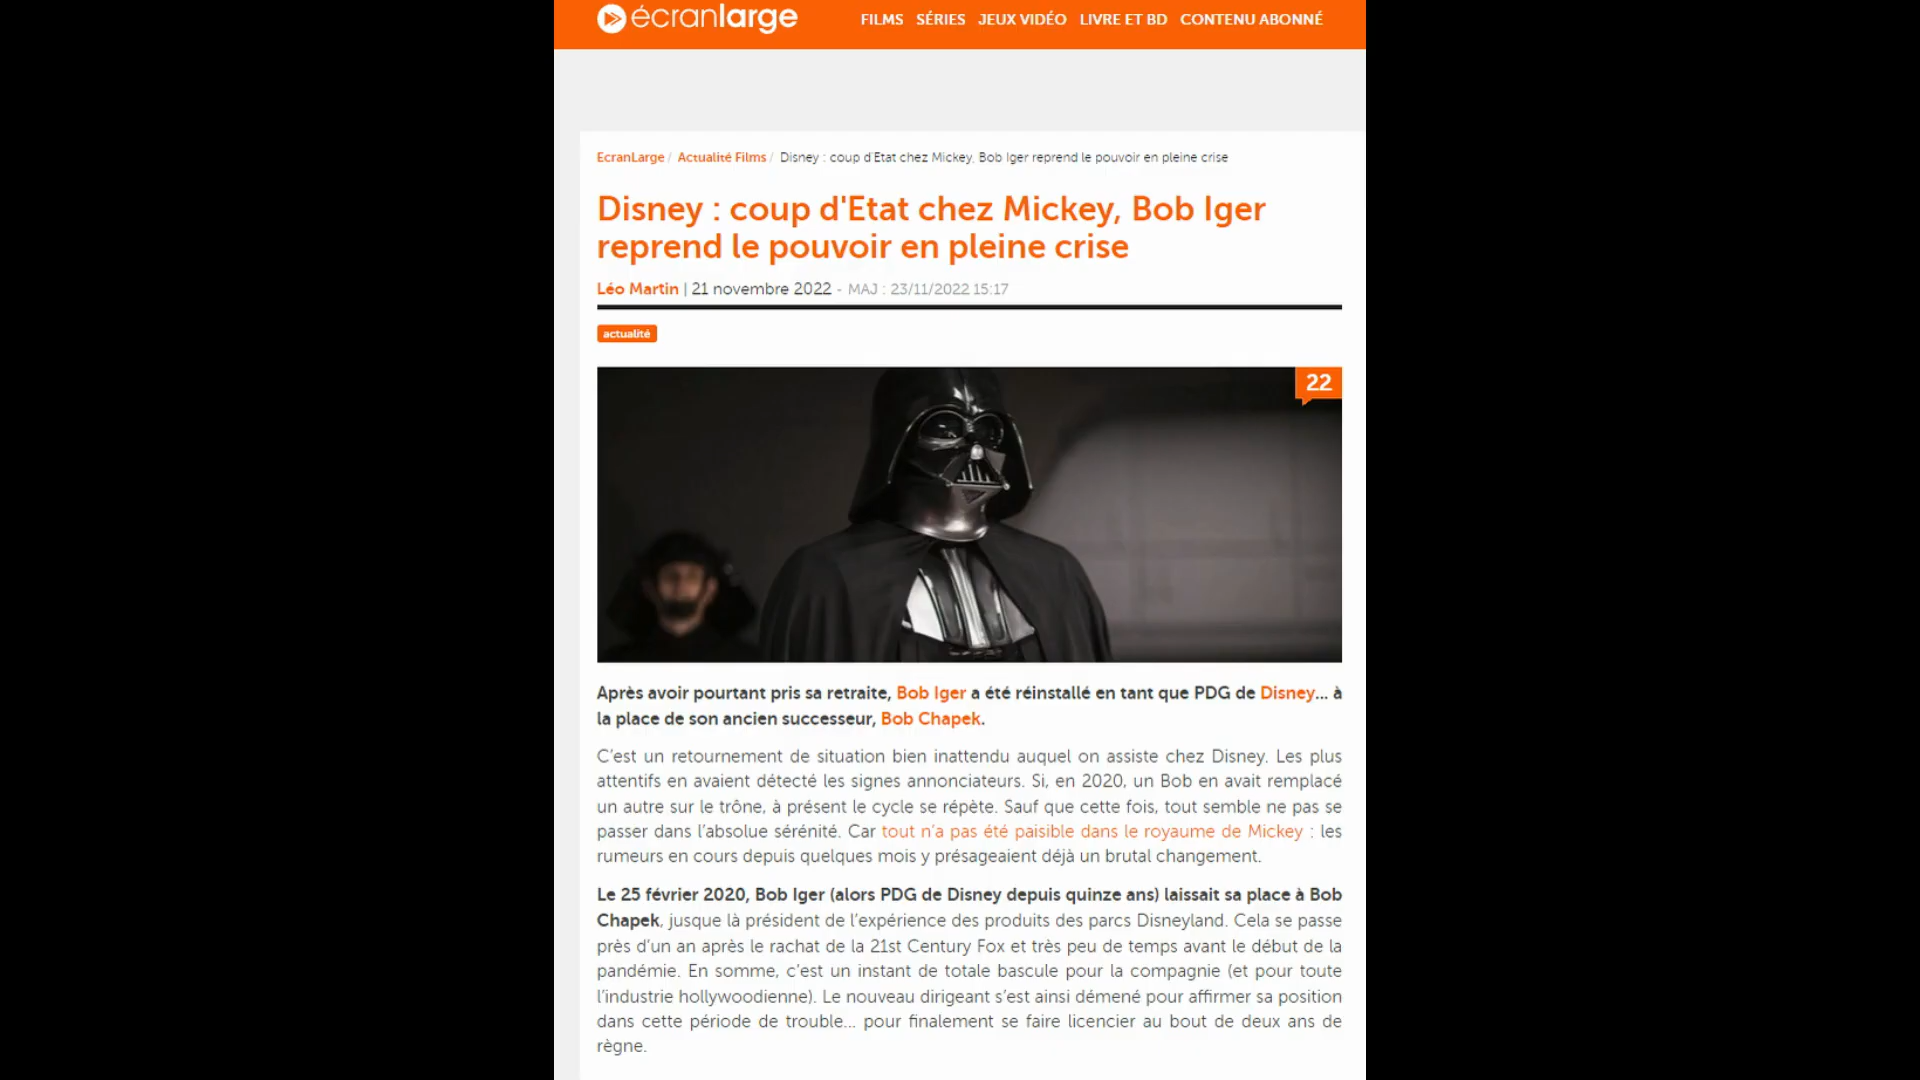 écranlarge
FILMS SÉRIES JEUX VIDÉO LIVRE ET BD CONTENU ABONNÉ
EcranLarge / Actualité Films / Disney : coup d'Etat chez Mickey, Bob Iger reprend le pouvoir en pleine crise
Disney : coup d'Etat chez Mickey, Bob Iger
reprend le pouvoir en pleine crise
Léo Martin | 21 novembre 2022 - MAJ : 23/11/2022 15:17
actualité
22
Après avoir pourtant pris sa retraite, Bob Iger a été réinstallé en tant que PDG de Disney... à
la place de son ancien successeur, Bob Chapek.
C’est un retournement de situation bien inattendu auquel on assiste chez Disney. Les plus
attentifs en avaient détecté les signes annonciateurs. Si, en 2020, un Bob en avait remplacé
un autre sur le trône, à présent le cycle se répète. Sauf que cette fois, tout semble ne pas se
passer dans l’absolue sérénité. Car tout n’a pas été paisible dans le royaume de Mickey : les
rumeurs en cours depuis quelques mois y présageaient déjà un brutal changement.
Le 25 février 2020, Bob Iger (alors PDG de Disney depuis quinze ans) laissait sa place à Bob
Chapek, jusque là président de l’expérience des produits des parcs Disneyland. Cela se passe
près d’un an après le rachat de la 21st Century Fox et très peu de temps avant le début de la
pandémie. En somme, c’est un instant de totale bascule pour la compagnie (et pour toute
l’industrie hollywoodienne). Le nouveau dirigeant s’est ainsi démené pour affirmer sa position
dans cette période de trouble... pour finalement se faire licencier au bout de deux ans de
règne.